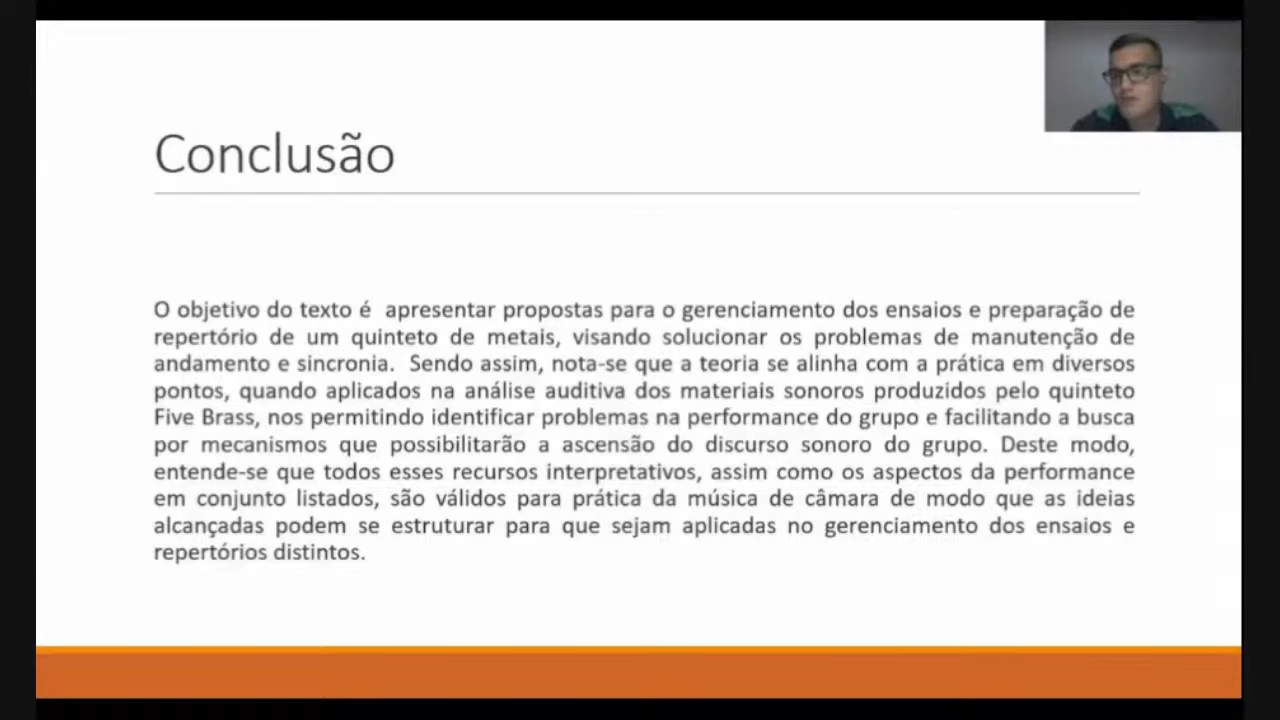 Conclusão
O objetivo do texto é apresentar propostas para o gerenciamento dos ensaios e preparação de
repertório de um quinteto de metais, visando solucionar os problemas de manutenção de
andamento e sincronia. Sendo assim, nota-se que a teoria se alinha com a prática em diversos
pontos, quando aplicados na análise auditiva dos materiais sonoros produzidos pelo quinteto
Five Brass, nos permitindo identificar problemas na performance do grupo e facilitando a busca
por mecanismos que possibilitarão a ascensão do discurso sonoro do grupo. Deste modo,
entende-se que todos esses recursos interpretativos, assim como os aspectos da performance
em conjunto listados, são válidos para prática da música de câmara de modo que as ideias
alcançadas podem se estruturar para que sejam aplicadas no gerenciamento dos ensaios e
repertórios distintos.